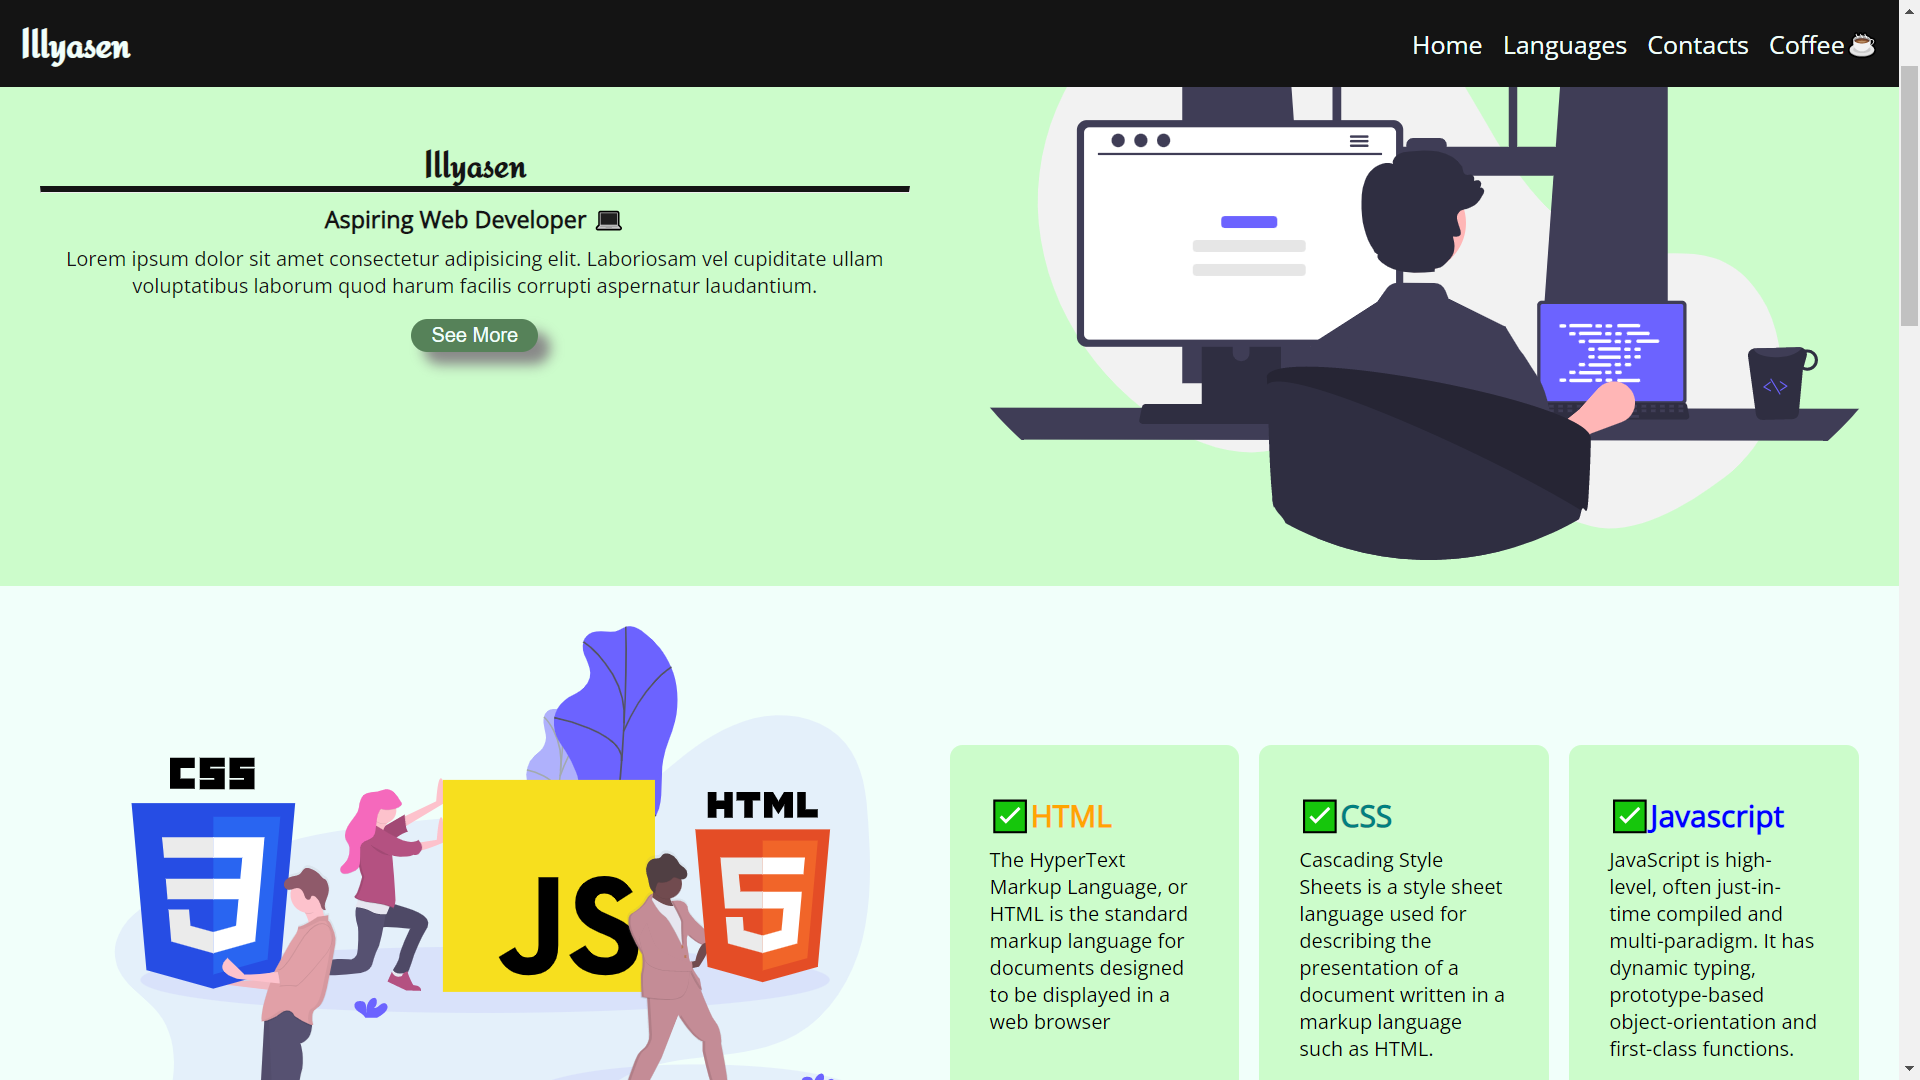 Illyasen
Home Languages Contacts Coffee☕
Illyasen
Aspiring Web Developer 💻
Lorem ipsum dolor sit amet consectetur adipisicing elit. Laboriosam vel cupiditate ullam
voluptatibus laborum quod harum facilis corrupti aspernatur laudantium.
See More
<\>
CSS
JS
HTML
✅HTML
The HyperText
Markup Language, or
HTML is the standard
markup language for
documents designed
to be displayed in a
web browser
✅CSS
Cascading Style
Sheets is a style sheet
language used for
describing the
presentation of a
document written in a
markup language
such as HTML.
✅Javascript
JavaScript is high-
level, often just-in-
time compiled and
multi-paradigm. It has
dynamic typing,
prototype-based
object-orientation and
first-class functions.